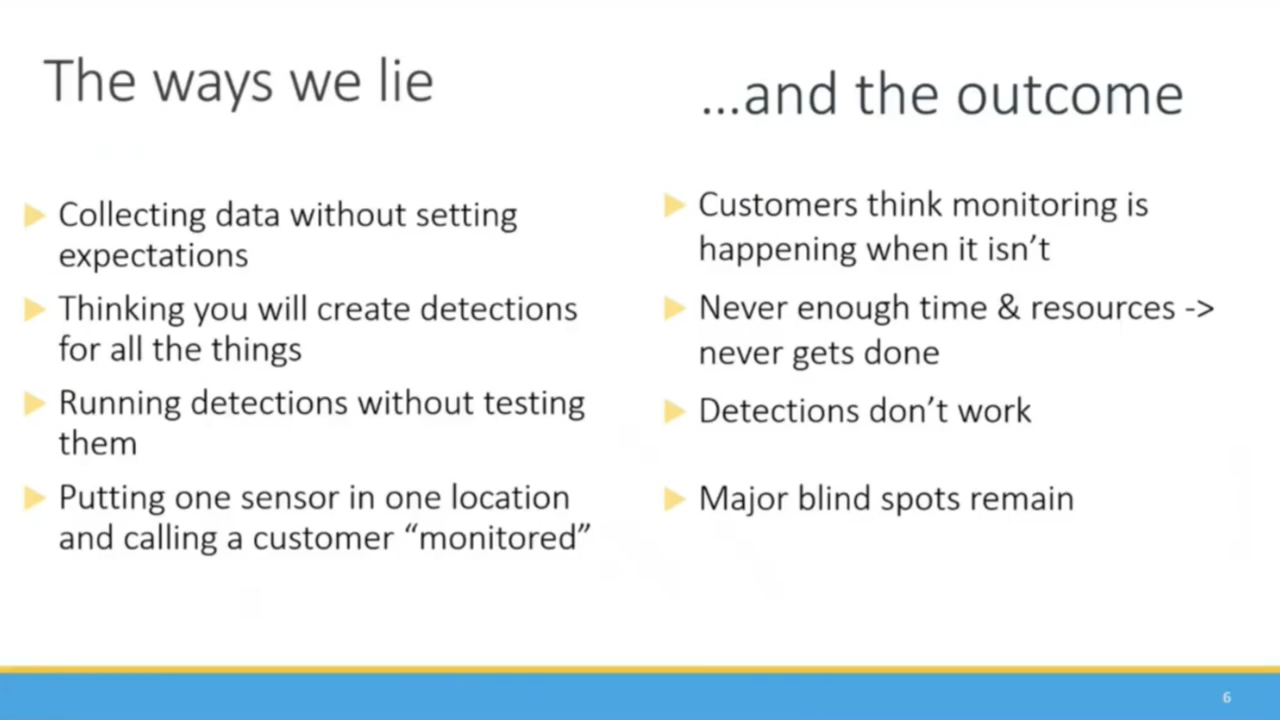 The ways we lie
Collecting data without setting
expectations
Thinking you will create detections
for all the things
Running detections without testing
them
Putting one sensor in one location
and calling a customer “monitored”
...and the outcome
Customers think monitoring is
happening when it isn’t
Never enough time & resources ->
never gets done
Detections don’t work
Major blind spots remain
6